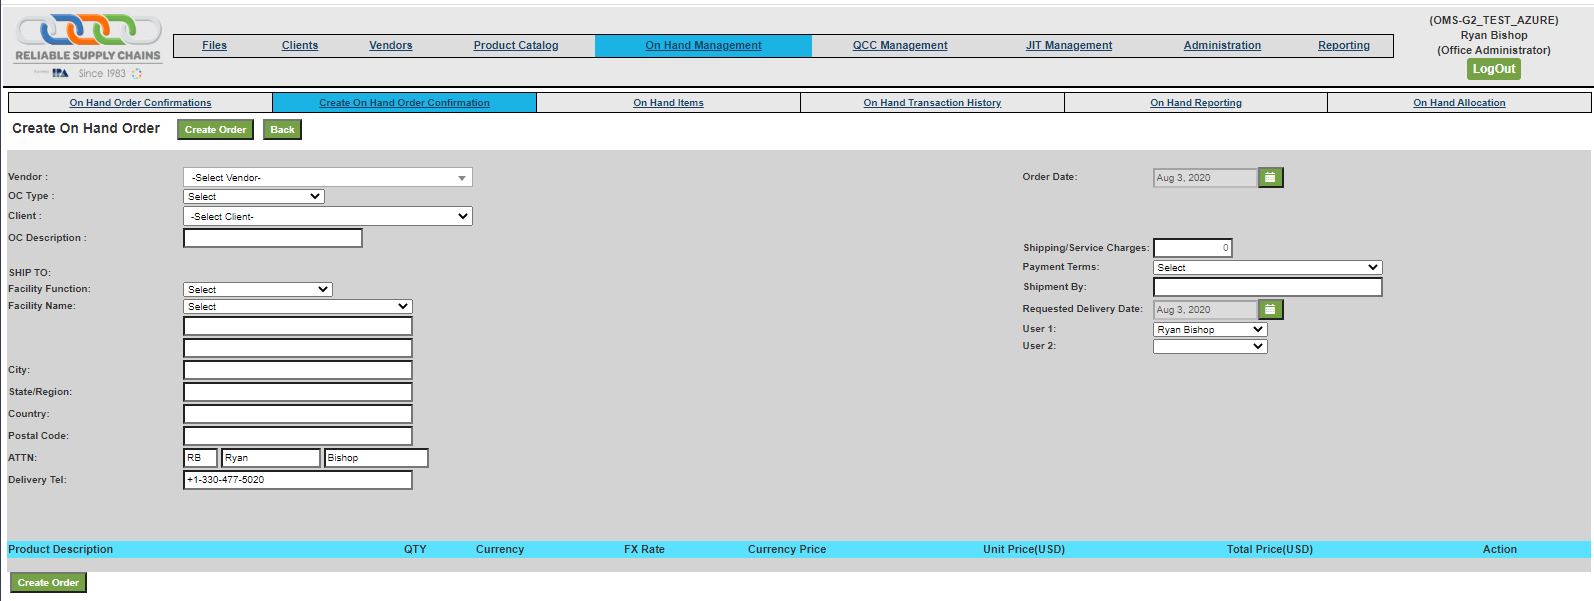 RELIABLE SUPPLY CHAINS
IPA Since 1983
Files Clients Vendors Product Catalog On Hand Management QCC Management JIT Management Administration Reporting
(OMS-G2_TEST_AZURE)
Ryan Bishop
(Office Administrator)
LogOut
On Hand Order Confirmations Create On Hand Order Confirmation On Hand Items On Hand Transaction History On Hand Reporting On Hand Allocation
Create On Hand Order Create Order Back
Vendor : -Select Vendor- Order Date: Aug 3, 2020
OC Type : Select
Client : -Select Client-
OC Description :
Shipping/Service Charges: 0
Payment Terms: Select
SHIP TO:
Facility Function: Select Shipment By:
Facility Name: Select Requested Delivery Date: Aug 3, 2020
User 1: Ryan Bishop
User 2:
City:
State/Region:
Country:
Postal Code:
ATTN: RB Ryan Bishop
Delivery Tel: +1-330-477-5020
Product Description QTY Currency FX Rate Currency Price Unit Price(USD) Total Price(USD) Action
Create Order